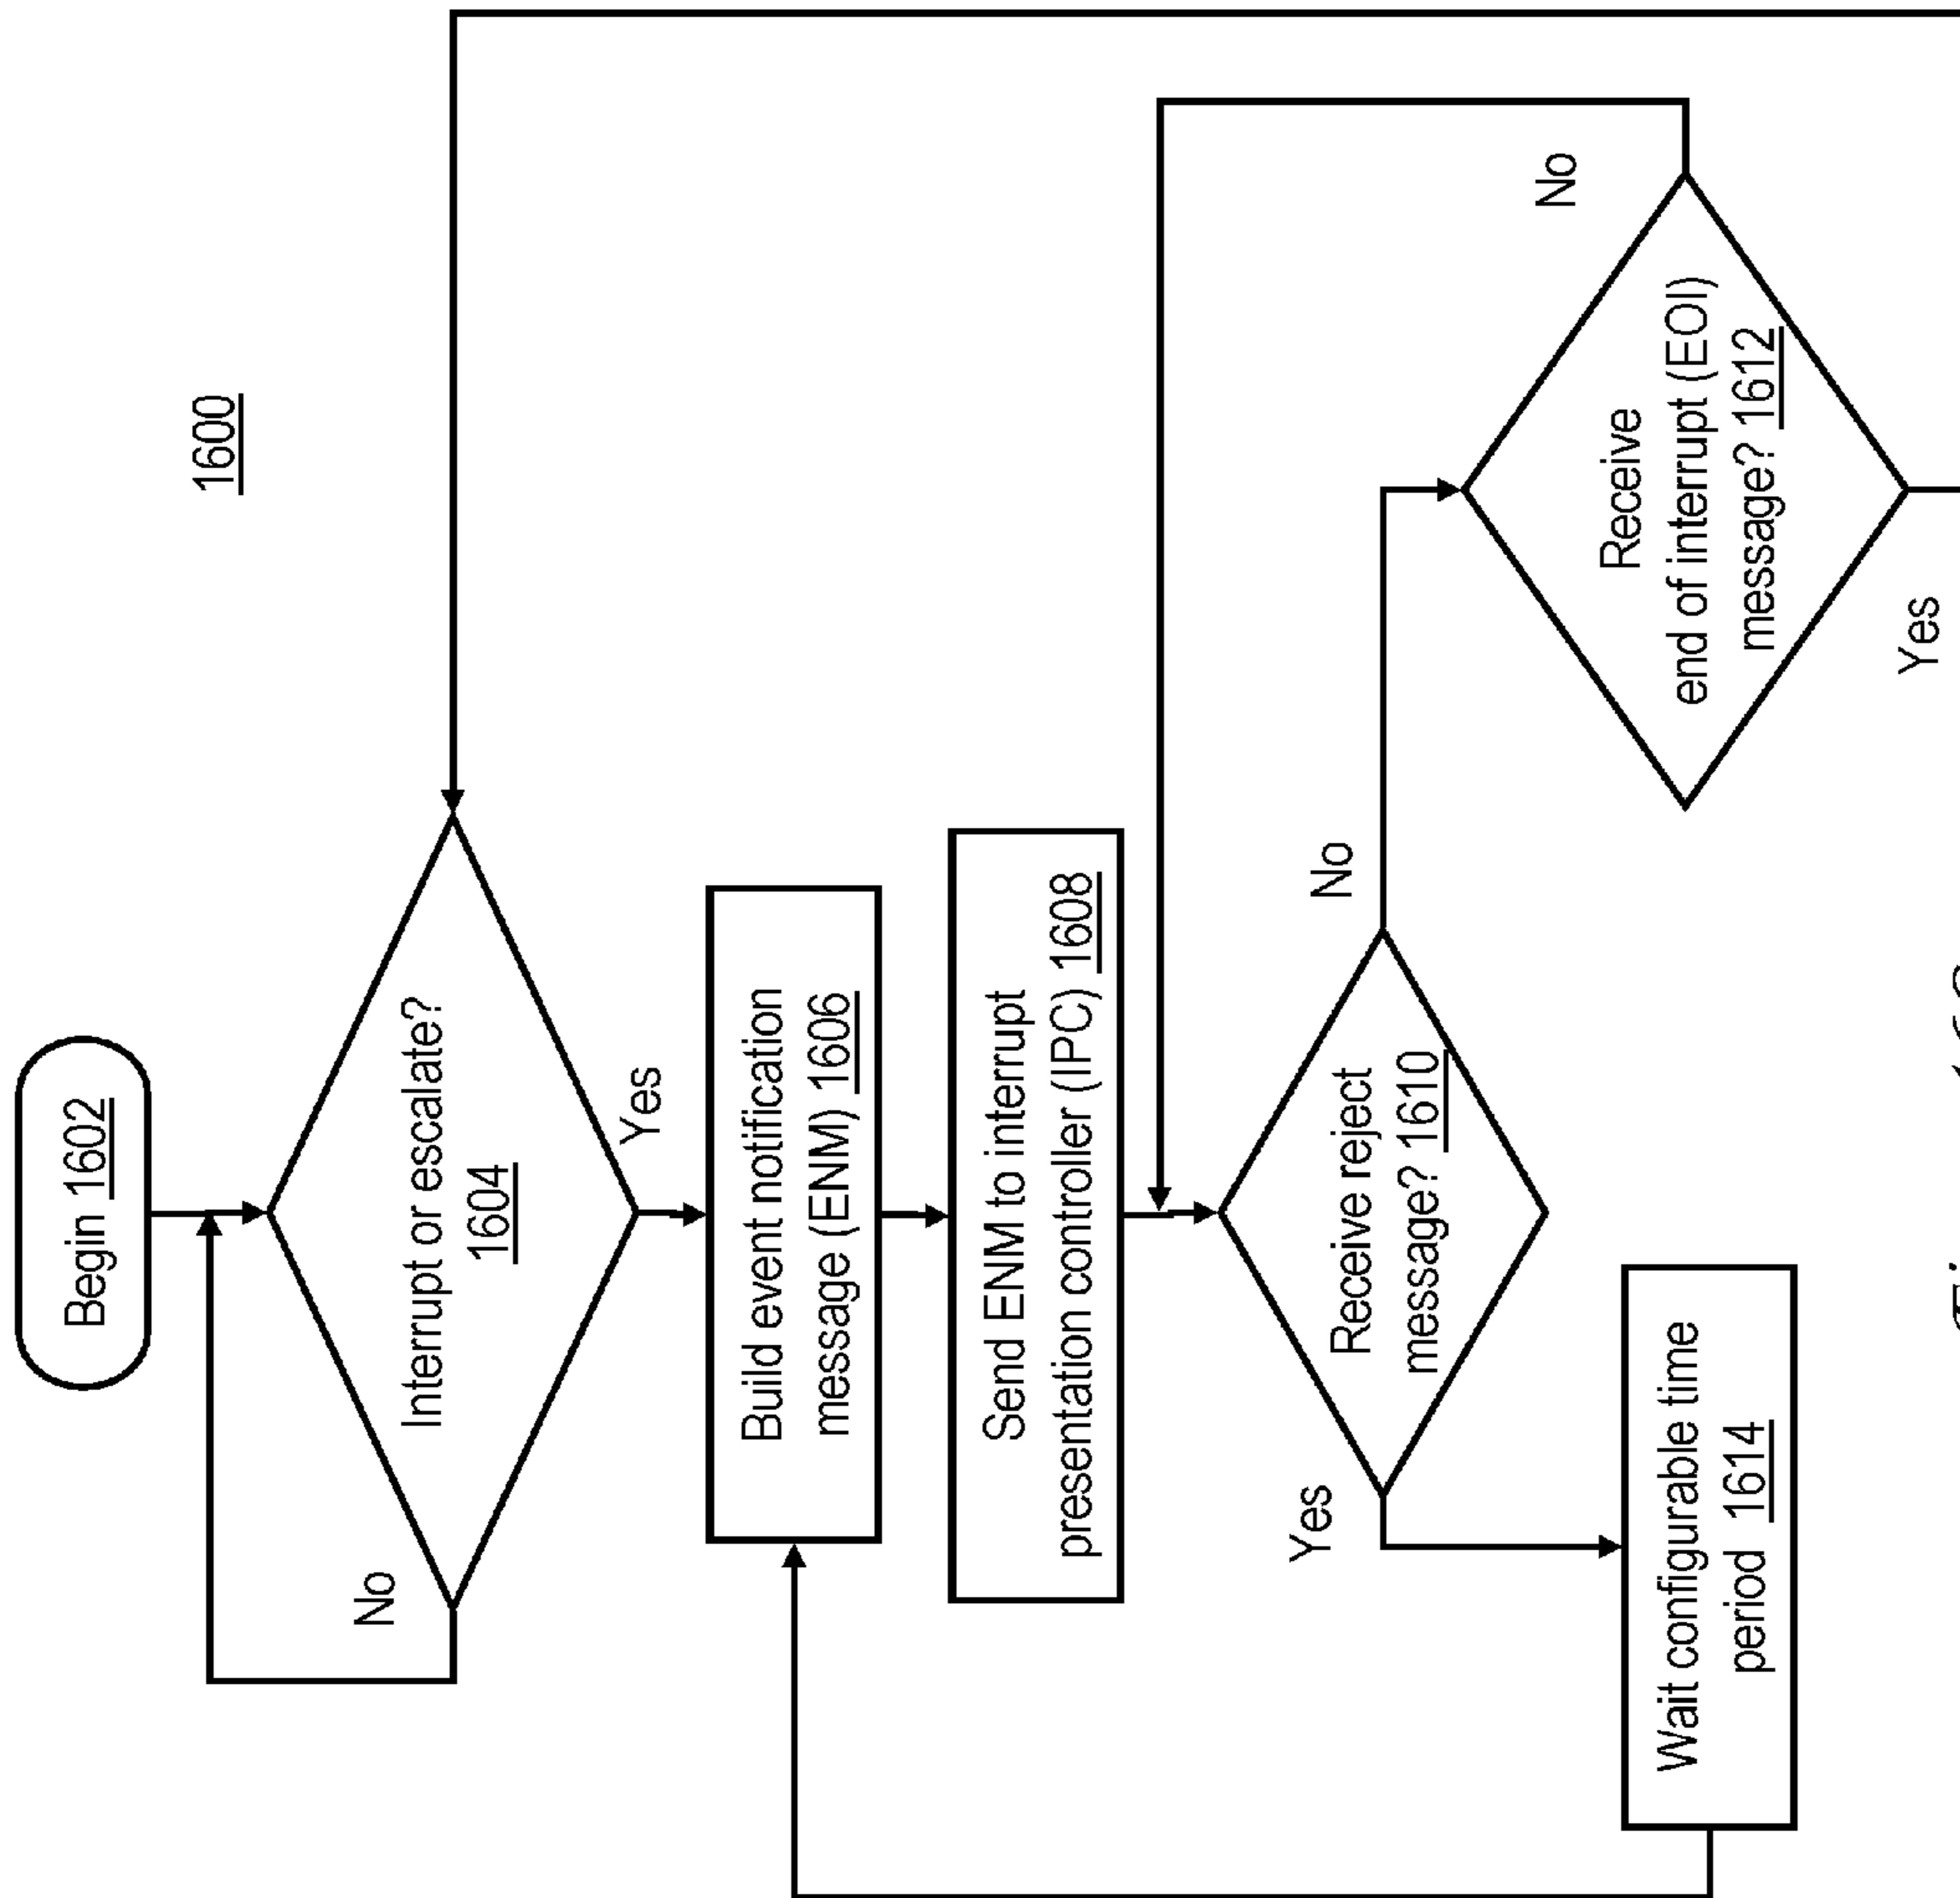 1600
Begin 1602
Interrupt or escalate?
1604
No
Yes
Build event notification
message (ENM) 1606
Send ENM to interrupt
presentation controller (IPC) 1608
Receive reject
message? 1610
Yes
No
Receive
end of interrupt (EOI)
message? 1612
No
Yes
Wait configurable time
period 1614